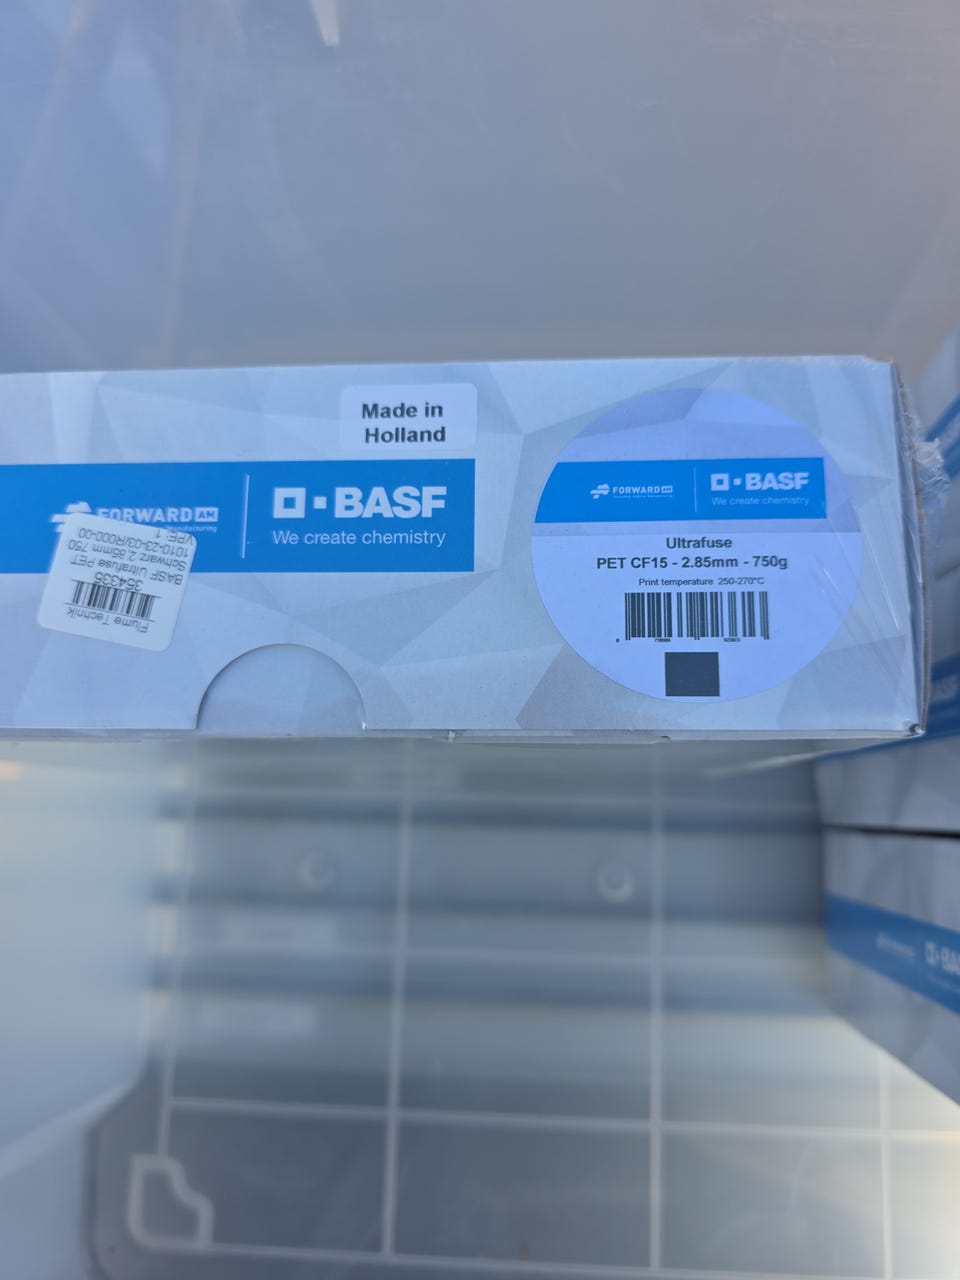 Made in
Holland
FORWARD AM
Manufacturing
BASF
We create chemistry
Flume Technik
354335
BASF Ultrafuse PET
Schwarz 2.85mm 750
1010-23-03/R000-00
VPE: 1
FORWARD AM
BASF
We create chemistry
Ultrafuse
PET CF15 - 2.85mm - 750g
Print temperature 250-270°C
BASF